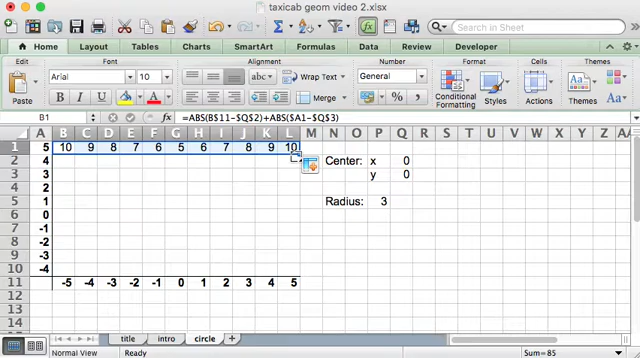 taxicab geom video 2.xlsx
Search in Sheet
Home Layout Tables Charts SmartArt Formulas Data Review Developer
Edit Font Alignment Number Format Cells Themes
Arial 10 abc Wrap Text General
Paste B I U A Merge % Conditional Formatting Styles Actions Themes Aa
B1 fx =ABS(B$11-$Q$2)+ABS($A1-$Q$3)
A B C D E F G H I J K L M N O P Q R S T U V W X
1 5 10 9 8 7 6 5 6 7 8 9 10
2 4 Center: x 0
3 3 y 0
4 2
5 1 Radius: 3
6 0
7 -1
8 -2
9 -3
10 -4
11 -5 -4 -3 -2 -1 0 1 2 3 4 5
12
13
14
title intro circle +
Normal View Ready Sum=85